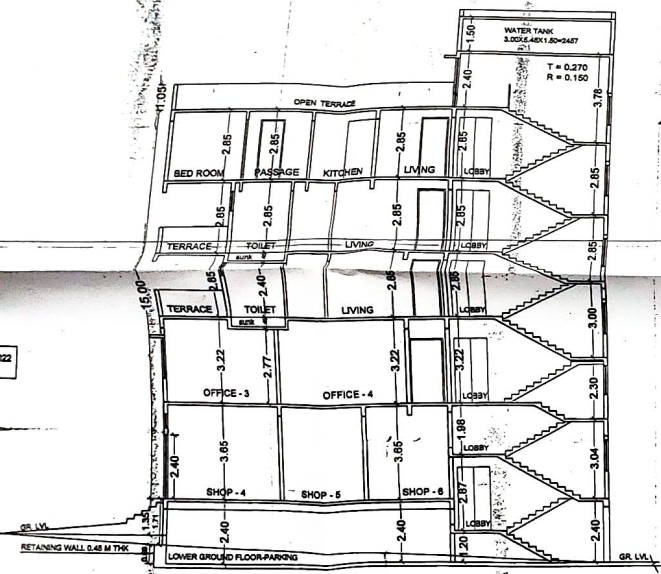 WATER TANK
3.00X5.48X1.50=2457
1.50
T = 0.270
R = 0.150
2.40
3.78
1.05
OPEN TERRACE
2.85
2.85
2.85
2.85
BED ROOM
PASSAGE
KITCHEN
LIVING
LOBBY
2.85
2.85
2.85
2.85
TERRACE
TOILET
LIVING
LOBBY
sunk
2.85
15.00
2.85
2.40
2.85
2.85
TERRACE
TOILET
LIVING
LOBBY
sunk
3.00
3.22
2.77
3.22
3.22
OFFICE - 3
OFFICE - 4
LOBBY
2.30
2.40
3.65
3.65
1.98
LOBBY
3.04
SHOP - 4
SHOP - 5
SHOP - 6
2.87
LOBBY
GR. LVL
1.35
1.71
2.40
2.40
1.20
2.40
RETAINING WALL 0.45 M THK
LOWER GROUND FLOOR-PARKING
GR. LVL